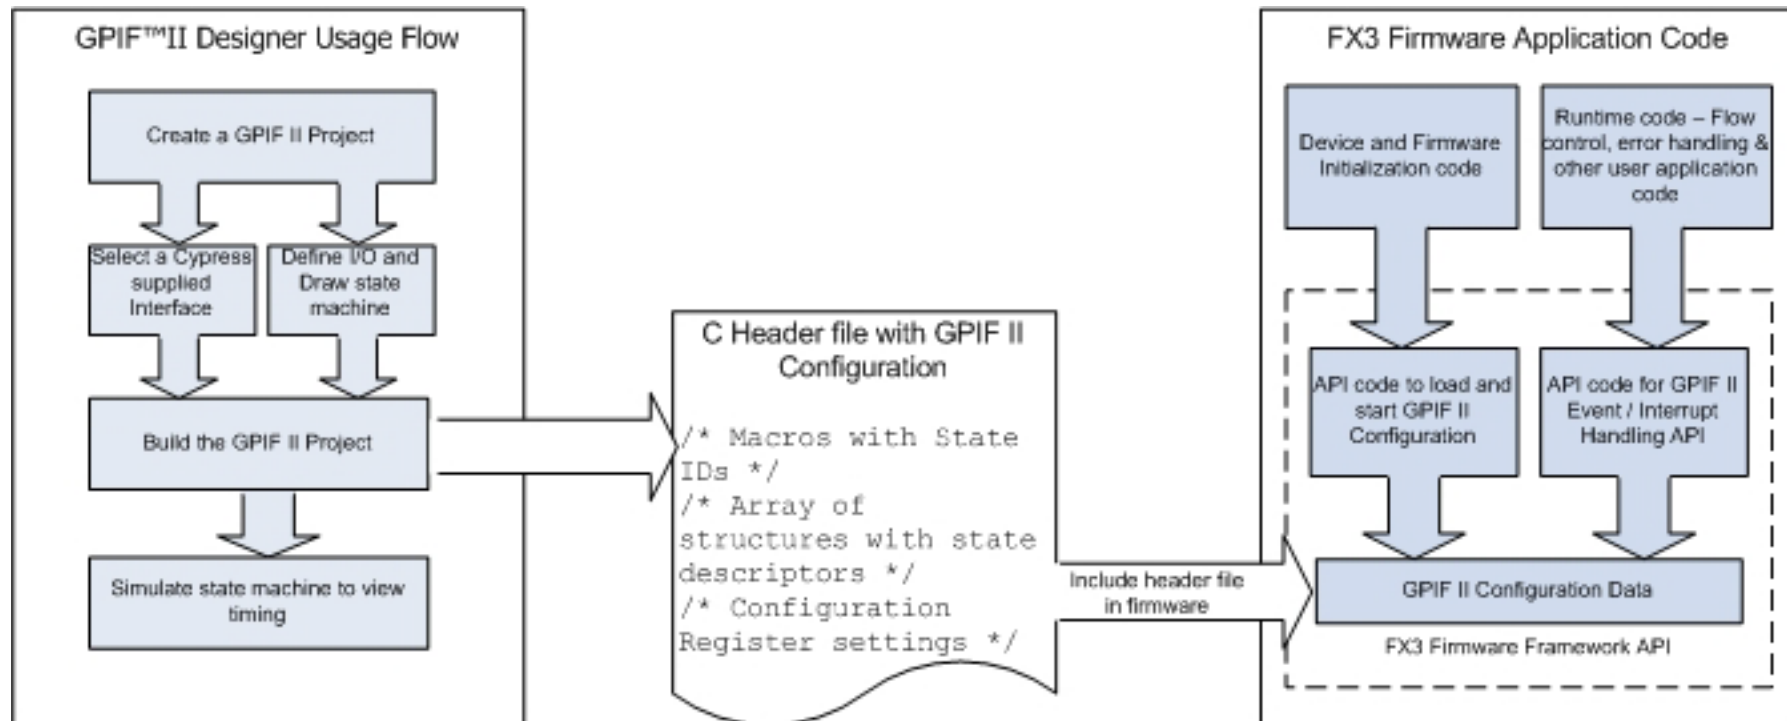 GPIF™II Designer Usage Flow
Create a GPIF II Project
Select a Cypress
supplied
Interface
Define I/O and
Draw state
machine
Build the GPIF II Project
Simulate state machine to view
timing
C Header file with GPIF II
Configuration
/* Macros with State
IDs */
/* Array of
structures with state
descriptors */
/* Configuration
Register settings */
Include header file
in firmware
FX3 Firmware Application Code
Device and Firmware
Initialization code
Runtime code – Flow
control, error handling &
other user application
code
API code to load and
start GPIF II
Configuration
API code for GPIF II
Event / Interrupt
Handling API
GPIF II Configuration Data
FX3 Firmware Framework API